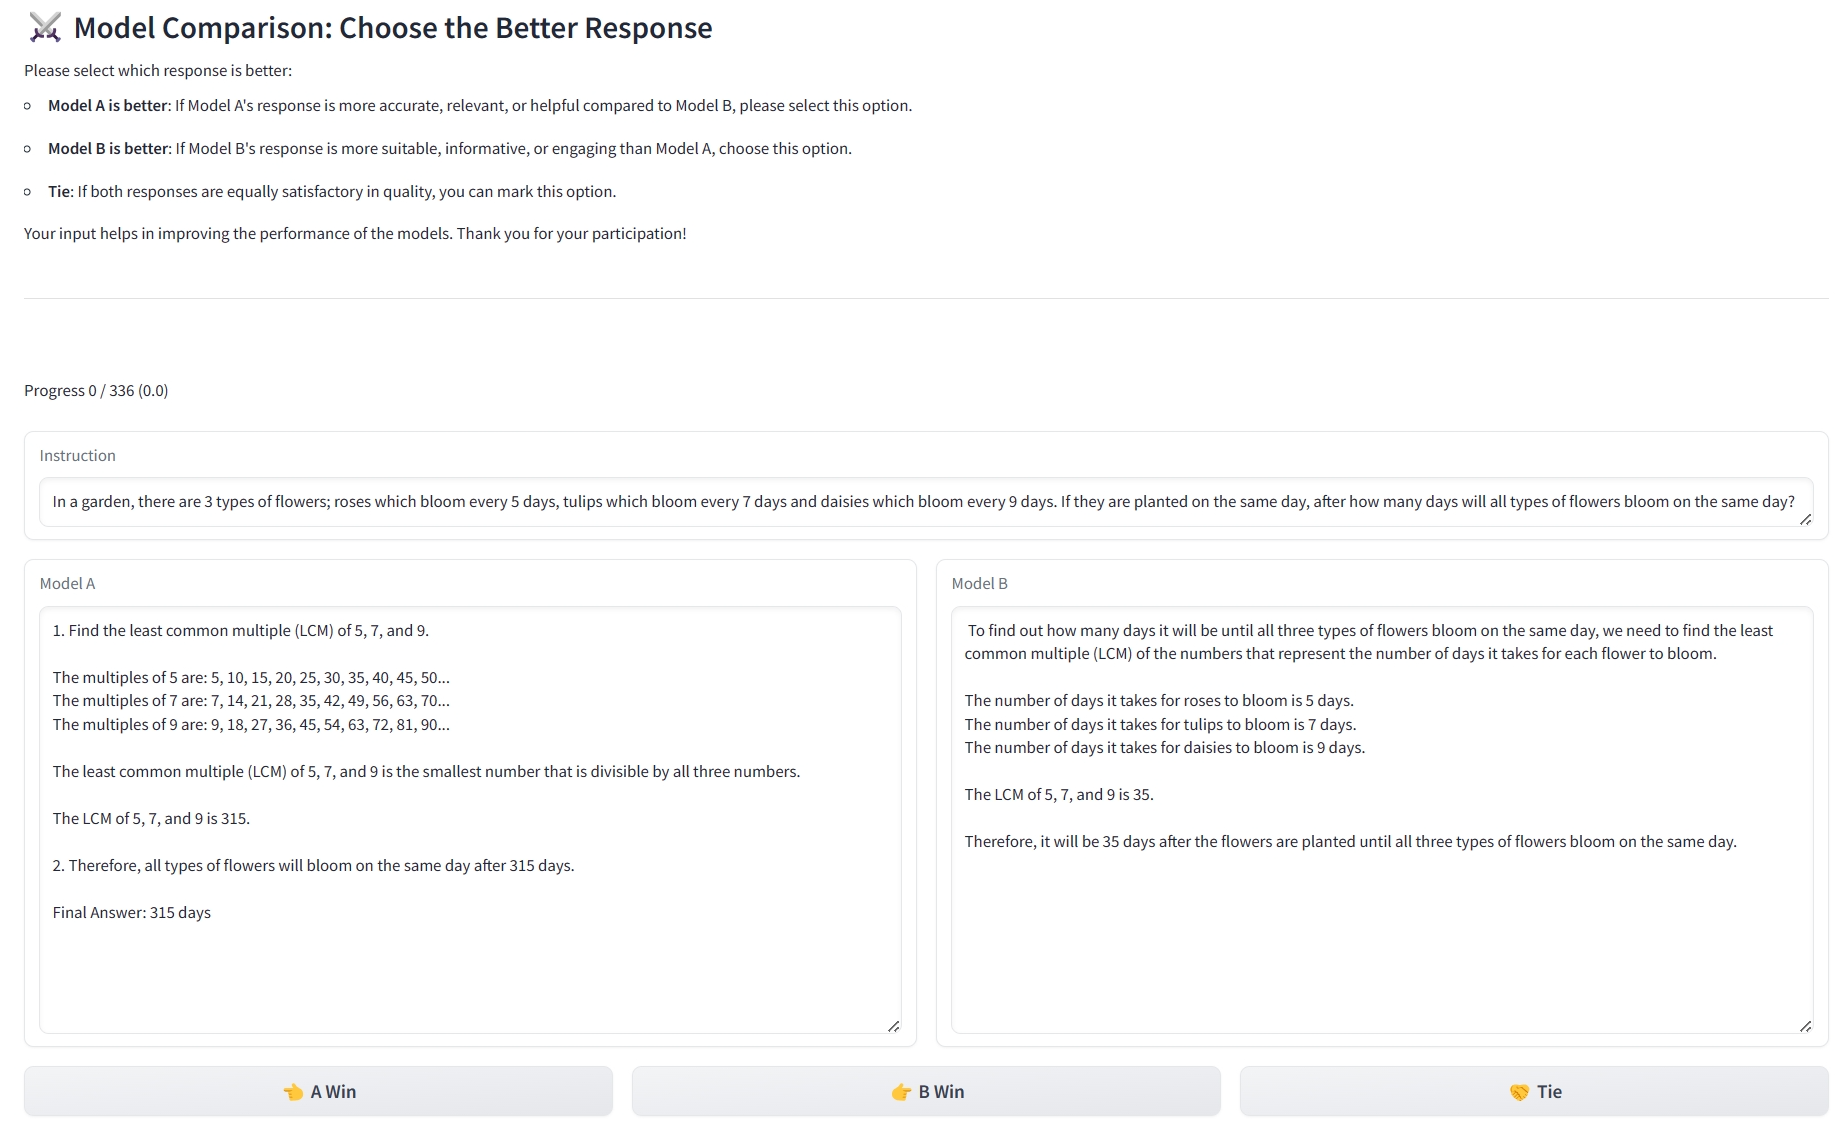 Model Comparison: Choose the Better Response
Please select which response is better:
Model A is better: If Model A's response is more accurate, relevant, or helpful compared to Model B, please select this option.
Model B is better: If Model B's response is more suitable, informative, or engaging than Model A, choose this option.
Tie: If both responses are equally satisfactory in quality, you can mark this option.
Your input helps in improving the performance of the models. Thank you for your participation!
Progress 0 / 336 (0.0)
Instruction
In a garden, there are 3 types of flowers; roses which bloom every 5 days, tulips which bloom every 7 days and daisies which bloom every 9 days. If they are planted on the same day, after how many days will all types of flowers bloom on the same day?
Model A
1. Find the least common multiple (LCM) of 5, 7, and 9.
The multiples of 5 are: 5, 10, 15, 20, 25, 30, 35, 40, 45, 50...
The multiples of 7 are: 7, 14, 21, 28, 35, 42, 49, 56, 63, 70...
The multiples of 9 are: 9, 18, 27, 36, 45, 54, 63, 72, 81, 90...
The least common multiple (LCM) of 5, 7, and 9 is the smallest number that is divisible by all three numbers.
The LCM of 5, 7, and 9 is 315.
2. Therefore, all types of flowers will bloom on the same day after 315 days.
Final Answer: 315 days
Model B
To find out how many days it will be until all three types of flowers bloom on the same day, we need to find the least
common multiple (LCM) of the numbers that represent the number of days it takes for each flower to bloom.
The number of days it takes for roses to bloom is 5 days.
The number of days it takes for tulips to bloom is 7 days.
The number of days it takes for daisies to bloom is 9 days.
The LCM of 5, 7, and 9 is 35.
Therefore, it will be 35 days after the flowers are planted until all three types of flowers bloom on the same day.
A Win
B Win
Tie